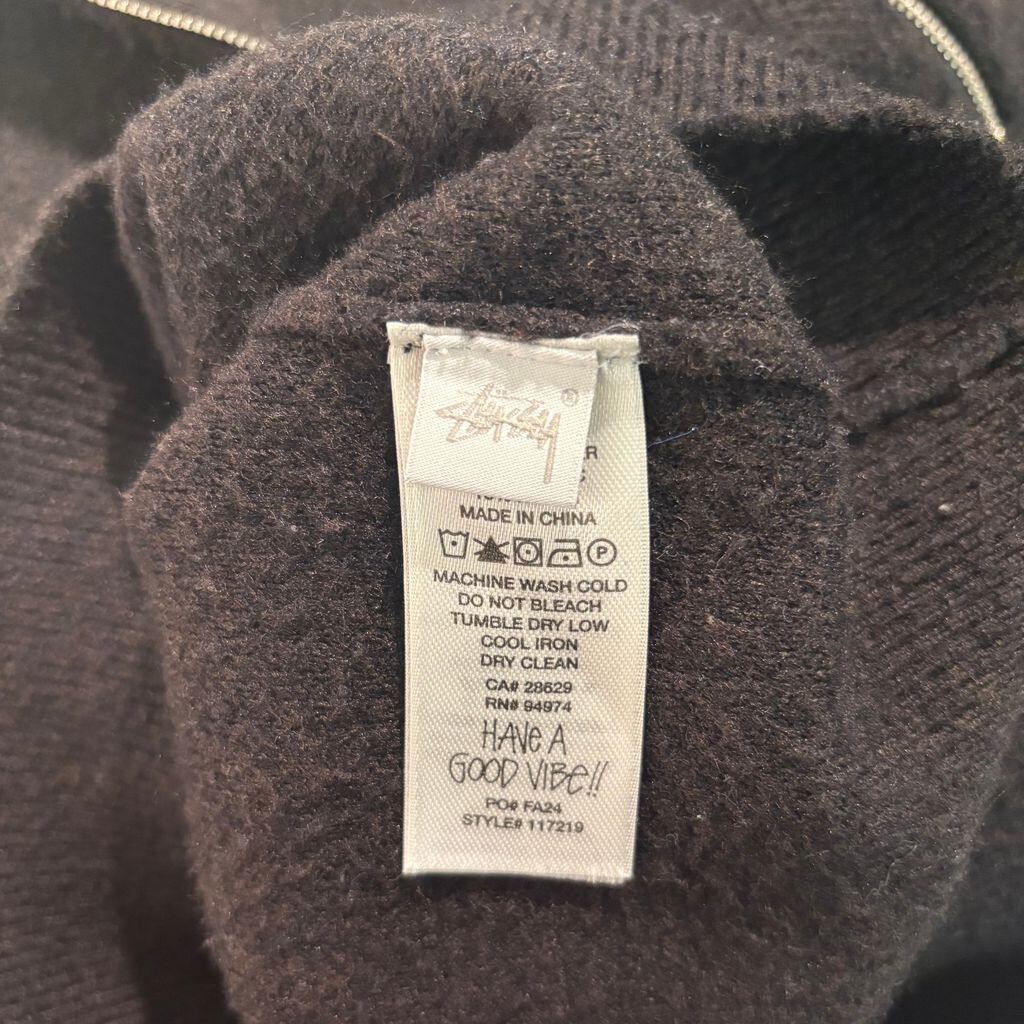 Stüssy ®
MADE IN CHINA
MACHINE WASH COLD
DO NOT BLEACH
TUMBLE DRY LOW
COOL IRON
DRY CLEAN
CA# 28629
RN# 94974
HAVE A
GOOD VIBE!!
PO# FA24
STYLE# 117219